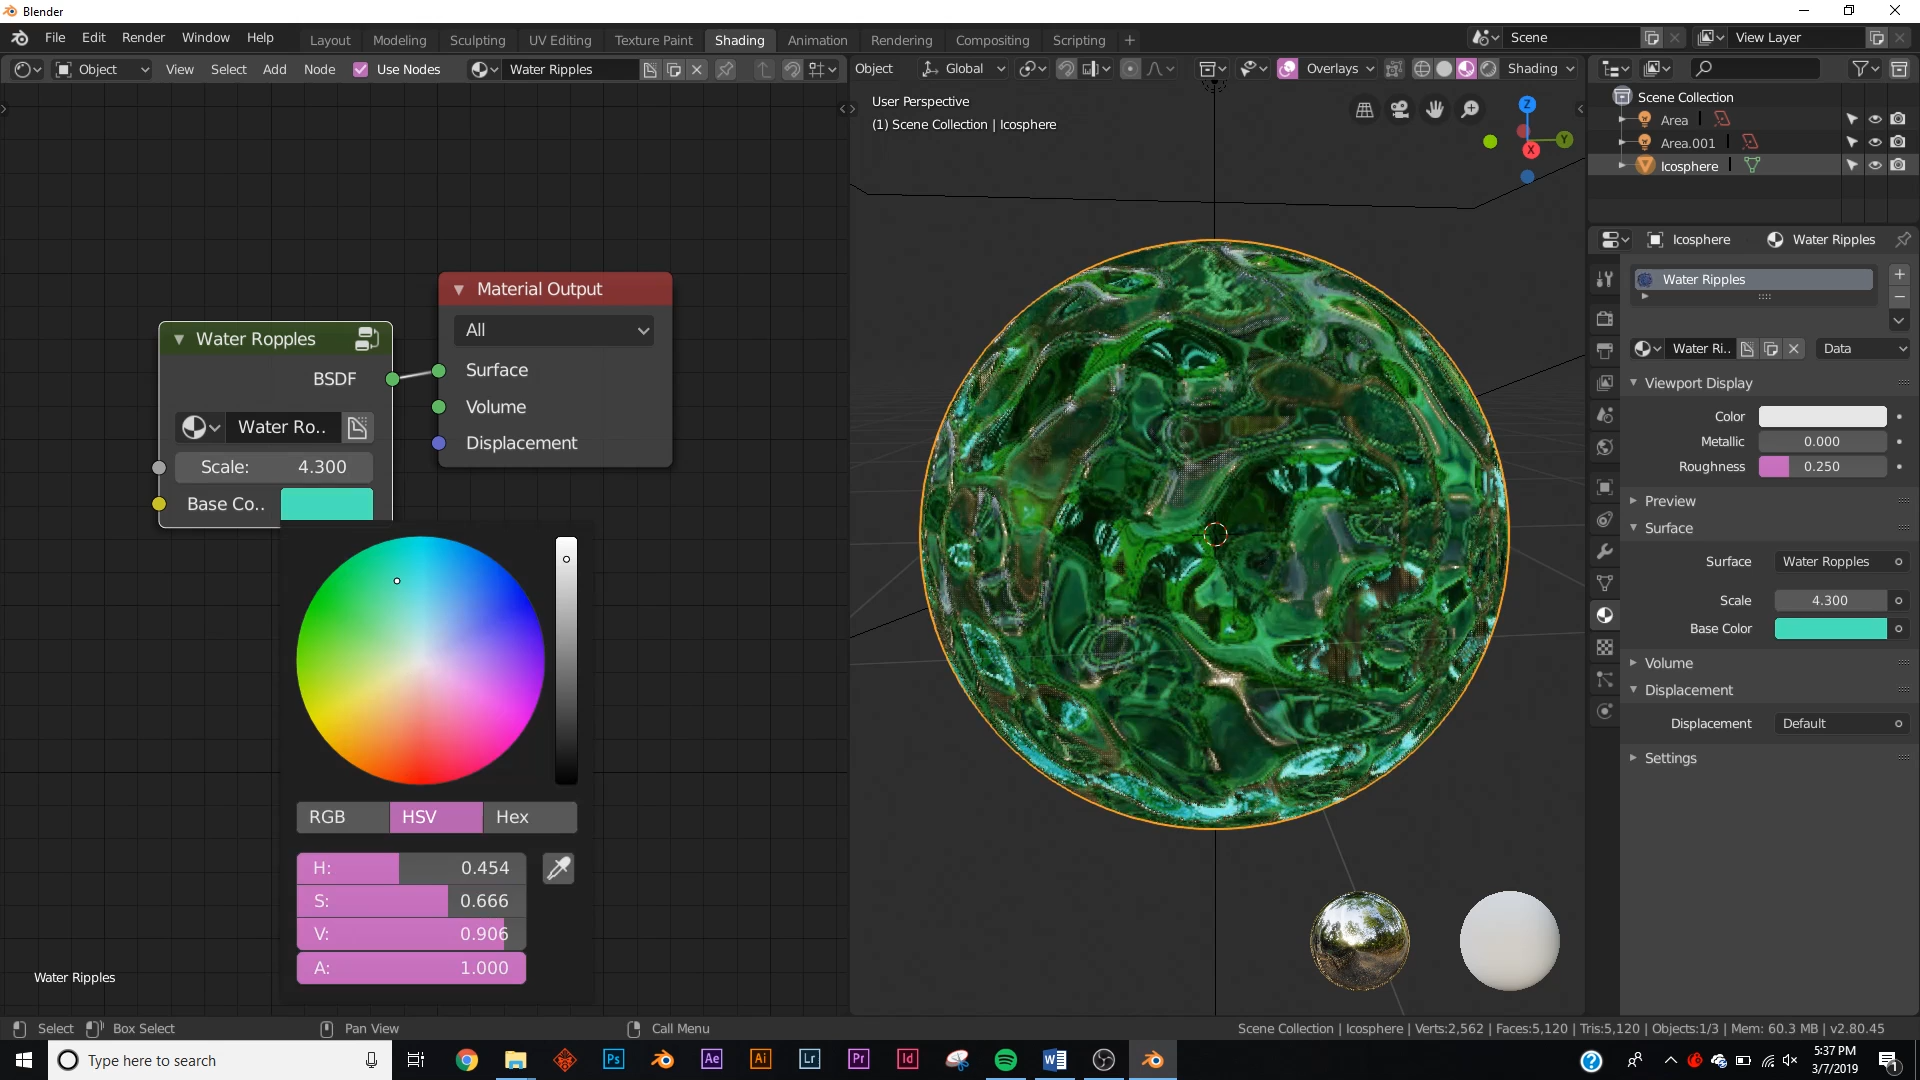 Blender
File Edit Render Window Help
Layout Modeling Sculpting UV Editing Texture Paint Shading Animation Rendering Compositing Scripting +
Scene
View Layer
Object View Select Add Node Use Nodes Water Ripples
Object Global Overlays Shading
User Perspective
(1) Scene Collection | Icosphere
Z
Y
X
Scene Collection
Area
Area.001
Icosphere
Icosphere Water Ripples
Water Ripples
Water Ri.. Data
Viewport Display
Color
Metallic 0.000
Roughness 0.250
Preview
Surface
Surface Water Ropples
Scale 4.300
Base Color
Volume
Displacement
Displacement Default
Settings
Material Output
All
Surface
Volume
Displacement
Water Ropples
BSDF
Water Ro..
Scale: 4.300
Base Co..
RGB HSV Hex
H: 0.454
S: 0.666
V: 0.906
A: 1.000
Water Ripples
Select Box Select Pan View Call Menu
Scene Collection | Icosphere | Verts:2,562 | Faces:5,120 | Tris:5,120 | Objects:1/3 | Mem: 60.3 MB | v2.80.45
Type here to search
Ps Ae Ai Lr Pr Id
5:37 PM
3/7/2019
1